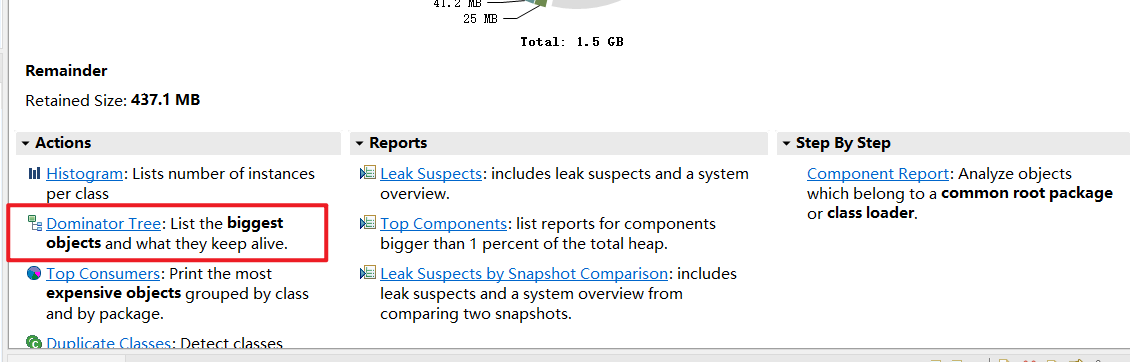 41.2 MB
25 MB
Total: 1.5 GB
Remainder
Retained Size: 437.1 MB
Actions
Histogram: Lists number of instances
per class
Dominator Tree: List the biggest
objects and what they keep alive.
Top Consumers: Print the most
expensive objects grouped by class
and by package.
Duplicate Classes: Detect classes
Reports
Leak Suspects: includes leak suspects and a system
overview.
Top Components: list reports for components
bigger than 1 percent of the total heap.
Leak Suspects by Snapshot Comparison: includes
leak suspects and a system overview from
comparing two snapshots.
Step By Step
Component Report: Analyze objects
which belong to a common root package
or class loader.